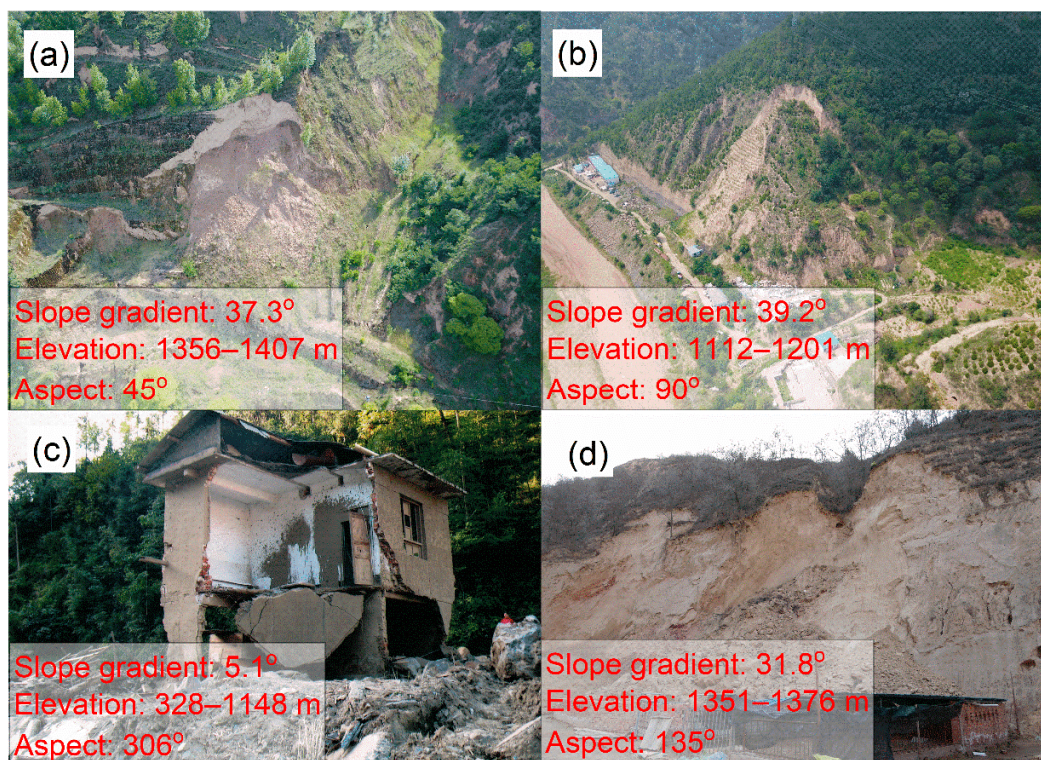 (a)
Slope gradient: 37.3°
Elevation: 1356–1407 m
Aspect: 45°
(b)
Slope gradient: 39.2°
Elevation: 1112–1201 m
Aspect: 90°
(c)
Slope gradient: 5.1°
Elevation: 328–1148 m
Aspect: 306°
(d)
Slope gradient: 31.8°
Elevation: 1351–1376 m
Aspect: 135°